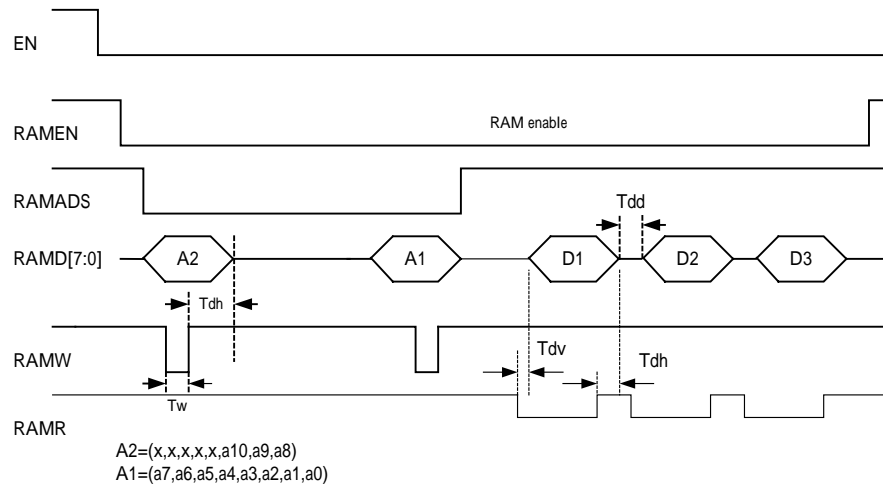 EN
RAMEN
RAM enable
RAMADS
Tdd
RAMD[7:0]
A2
A1
D1
D2
D3
Tdh
RAMW
Tdv
Tdh
Tw
RAMR
A2=(x,x,x,x,x,a10,a9,a8)
A1=(a7,a6,a5,a4,a3,a2,a1,a0)